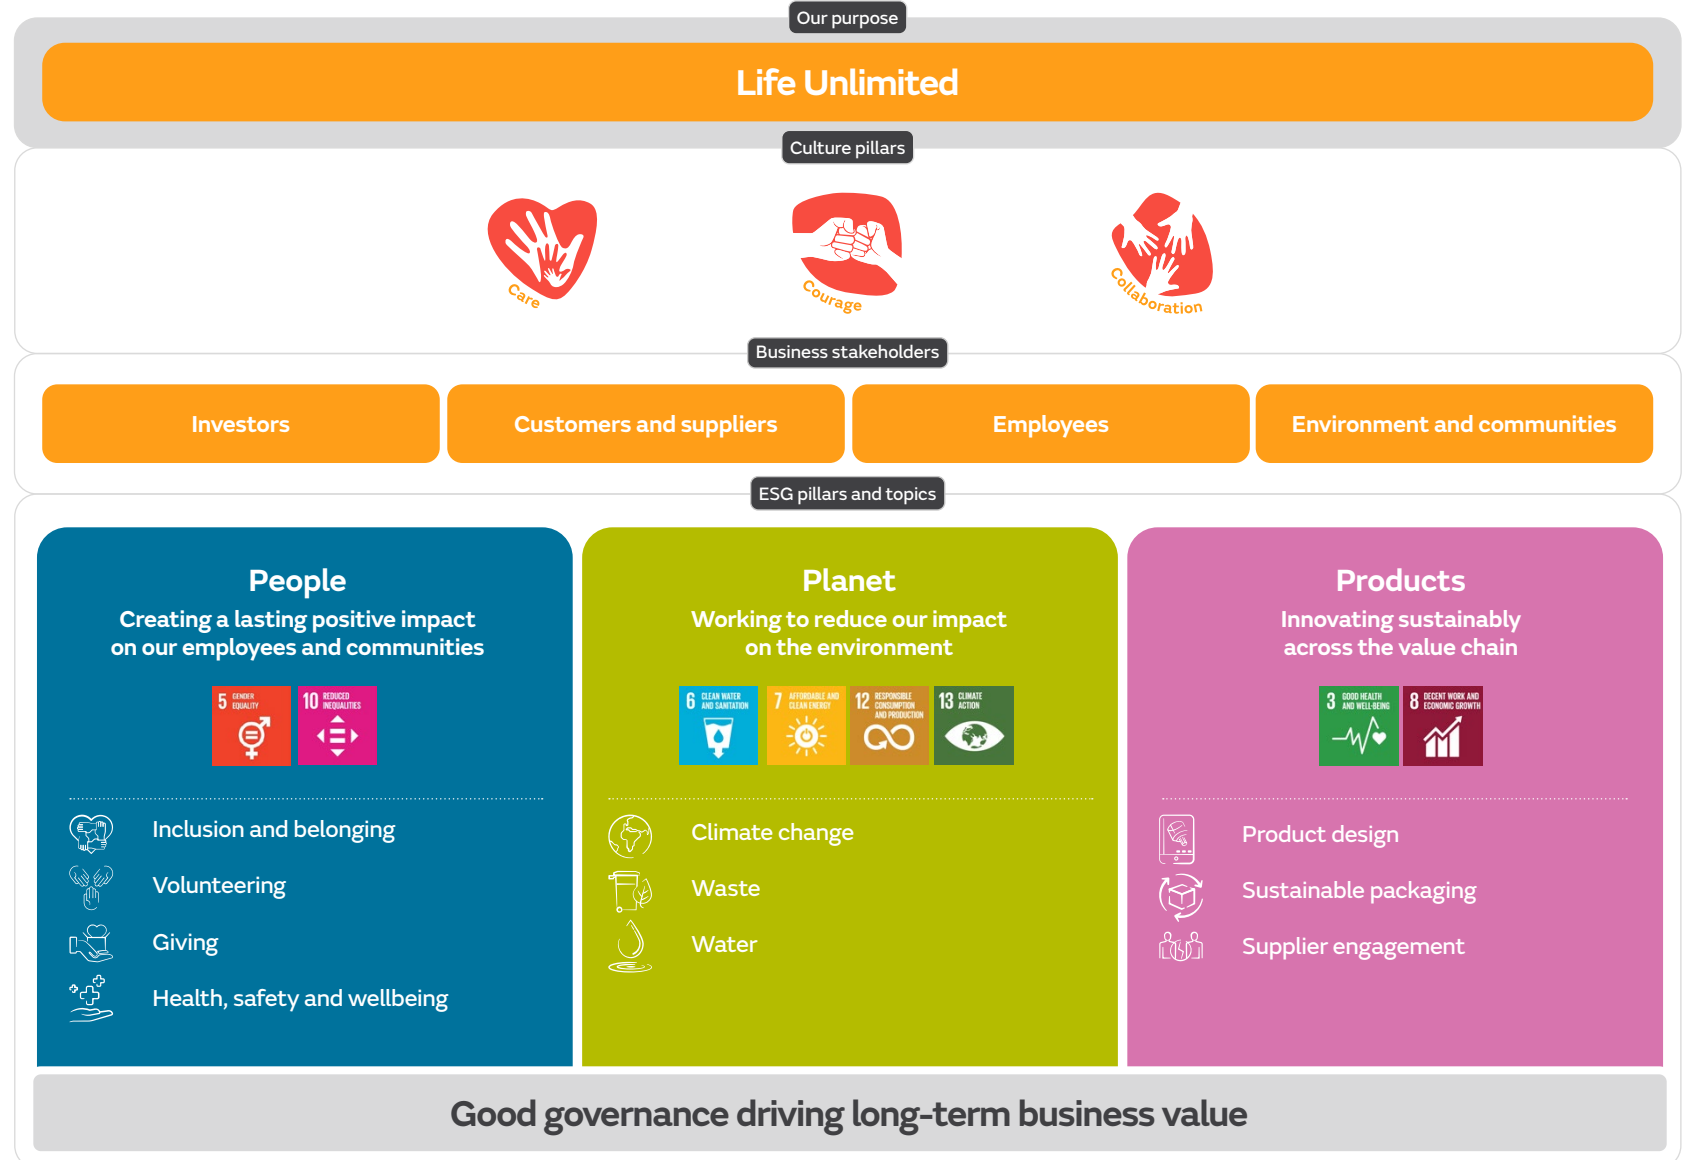 Our purpose
Life Unlimited
Culture pillars
Care
Courage
Collaboration
Business stakeholders
Investors
Customers and suppliers
Employees
Environment and communities
ESG pillars and topics
People
Creating a lasting positive impact
on our employees and communities
5 GENDER
EQUALITY
10 REDUCED
INEQUALITIES
Inclusion and belonging
Volunteering
Giving
Health, safety and wellbeing
Planet
Working to reduce our impact
on the environment
6 CLEAN WATER
AND SANITATION
7 AFFORDABLE AND
CLEAN ENERGY
12 RESPONSIBLE
CONSUMPTION
AND PRODUCTION
13 CLIMATE
ACTION
Climate change
Waste
Water
Products
Innovating sustainably
across the value chain
3 GOOD HEALTH
AND WELL-BEING
8 DECENT WORK AND
ECONOMIC GROWTH
Product design
Sustainable packaging
Supplier engagement
Good governance driving long-term business value